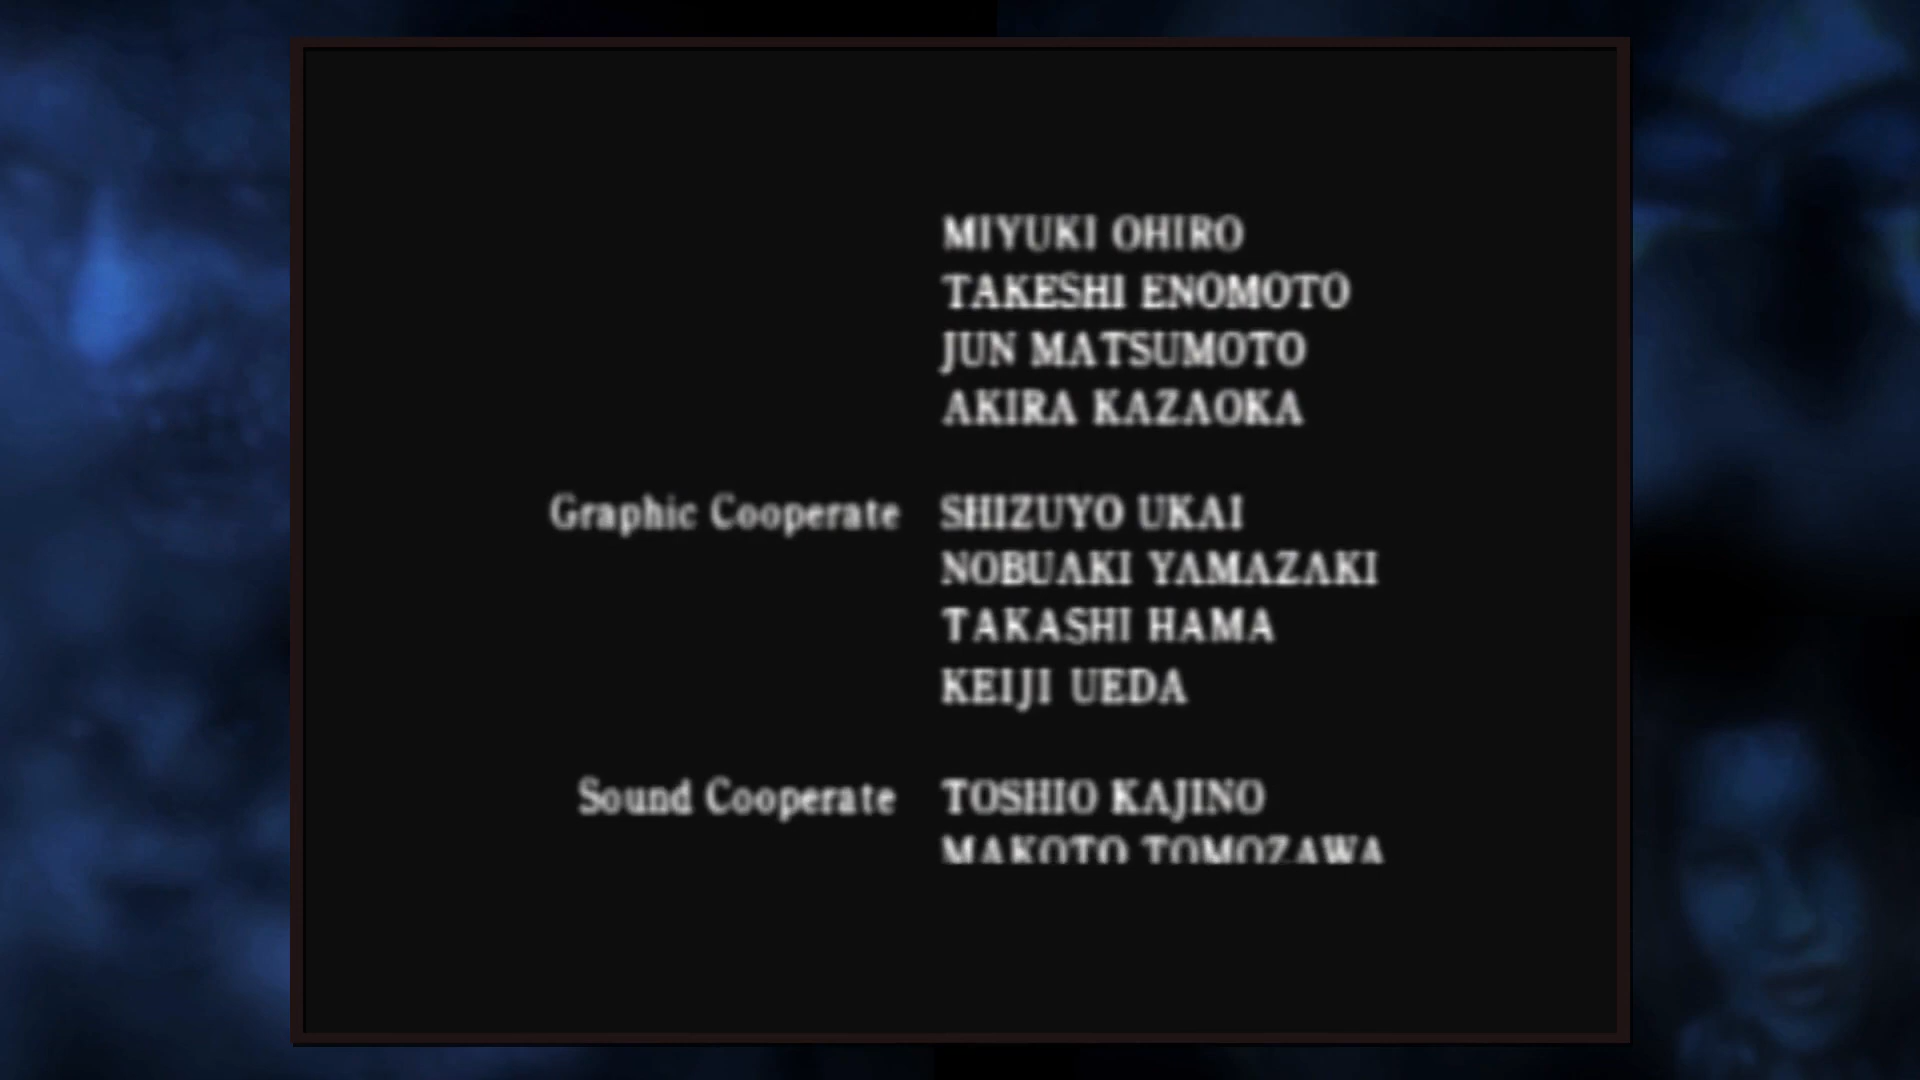 MIYUKI OHIRO
TAKESHI ENOMOTO
JUN MATSUMOTO
AKIRA KAZAOKA
Graphic Cooperate SHIZUYO UKAI
NOBUAKI YAMAZAKI
TAKASHI HAMA
KEIJI UEDA
Sound Cooperate TOSHIO KAJINO
MAKOTO TOMOZAWA